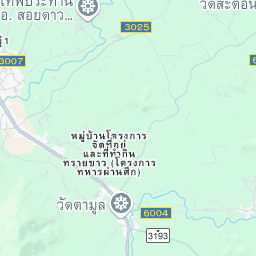 อ. สอยดาว...
3025
3007
หมู่บ้านโครงการ
จัดที่อยู่
และที่ทำกิน
ทรายขาว (โครงการ
ทหารผ่านศึก)
วัดตามูล
6004
3193